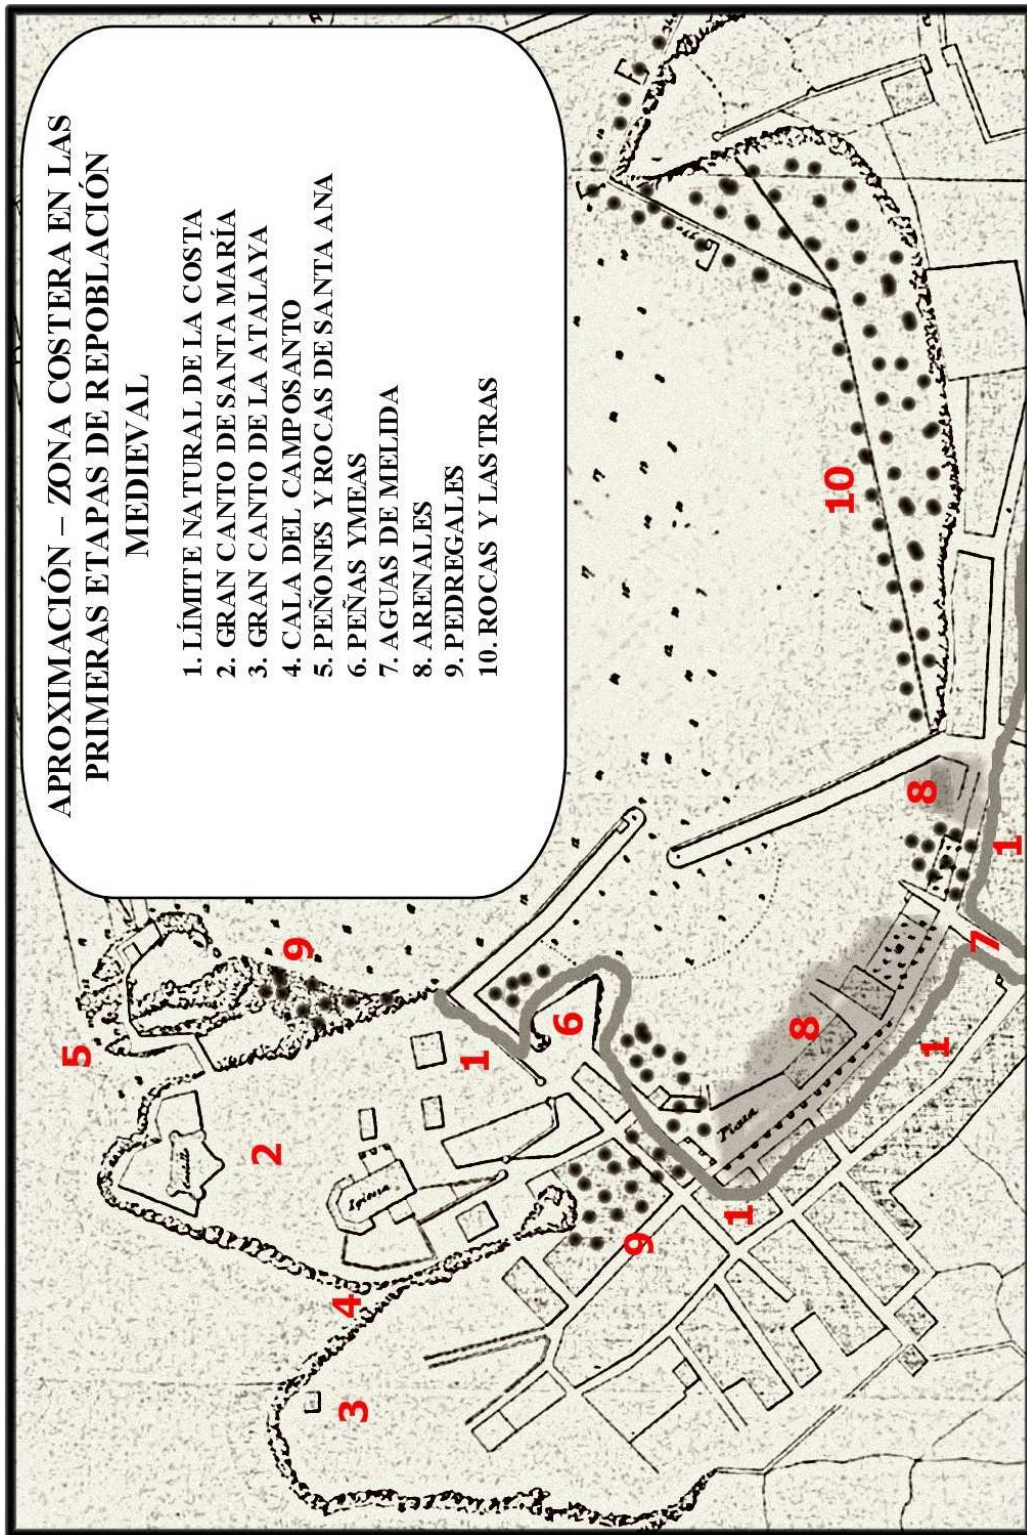 APROXIMACIÓN – ZONA COSTERA EN LAS
PRIMERAS ETAPAS DE REPOBLACIÓN
MEDIEVAL
1. LÍMITE NATURAL DE LA COSTA
2. GRAN CANTO DE SANTA MARÍA
3. GRAN CANTO DE LA ATALAYA
4. CALA DEL CAMPOSANTO
5. PEÑONES Y ROCAS DE SANTA ANA
6. PEÑAS YMEAS
7. AGUAS DE MELIDA
8. ARENALES
9. PEDREGALES
10. ROCAS Y LASTRAS
5
9
2
4
3
1
6
9
1
8
1
7
8
1
10
Castillo
Iglesia
Plaza